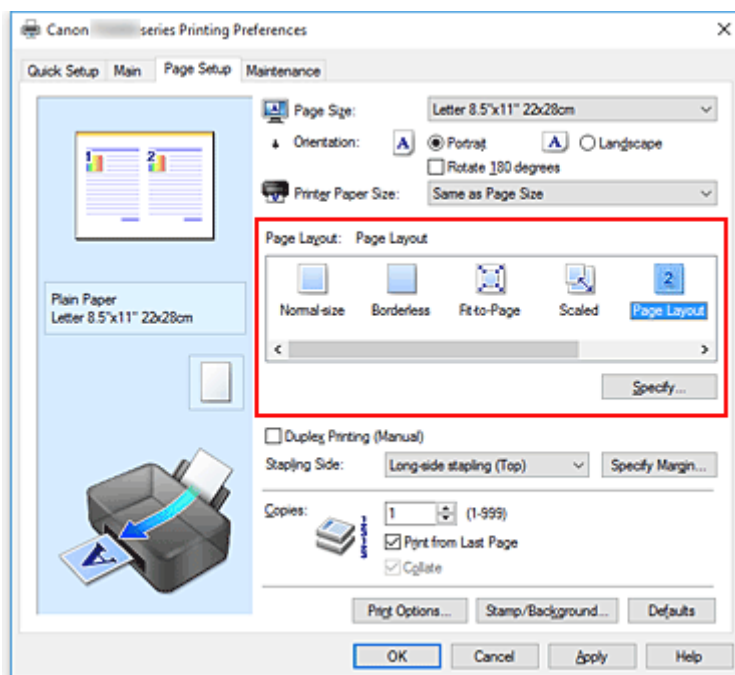 Canon series Printing Preferences
Quick Setup Main Page Setup Maintenance
1 2
Plain Paper
Letter 8.5"x11" 22x28cm
Page Size: Letter 8.5"x11" 22x28cm
Orientation: A Portrait A Landscape
Rotate 180 degrees
Printer Paper Size: Same as Page Size
Page Layout: Page Layout
2
Normal-size Borderless Fit-to-Page Scaled Page Layout
Specify...
Duplex Printing (Manual)
Stapling Side: Long-side stapling (Top) Specify Margin...
Copies: 1 (1-999)
Print from Last Page
Collate
A
Print Options... Stamp/Background... Defaults
OK Cancel Apply Help